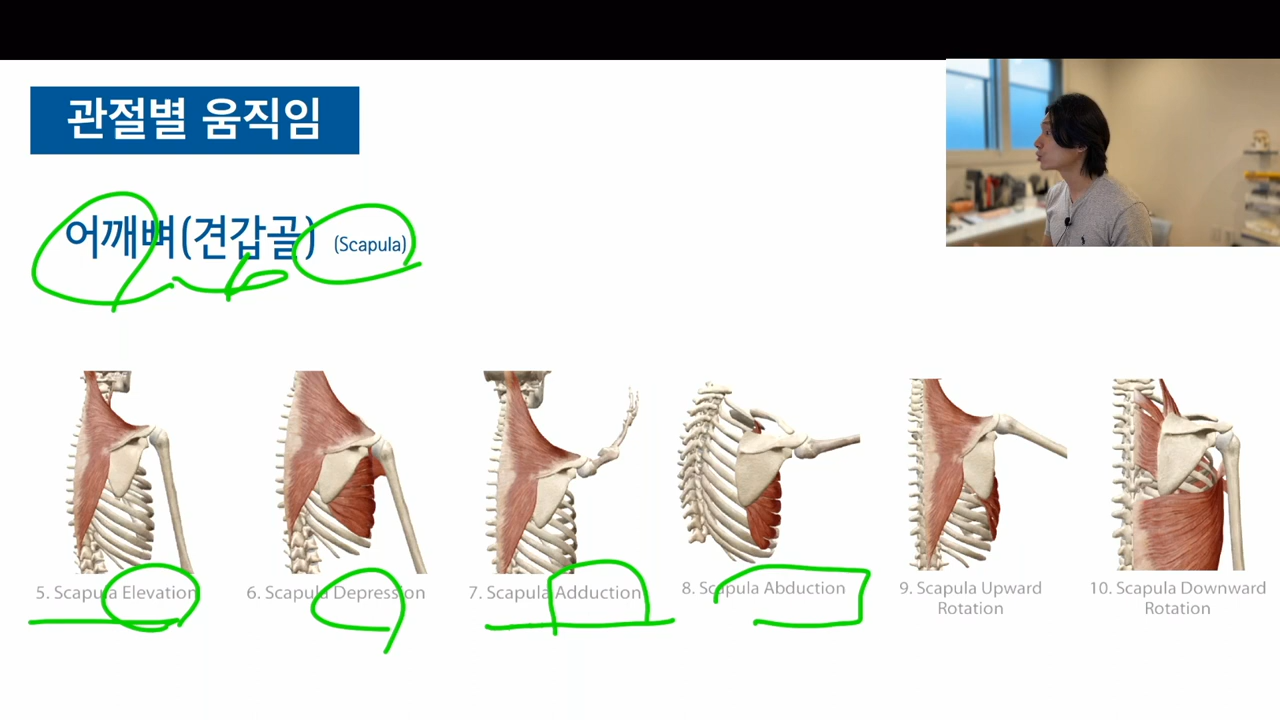 관절별 움직임
어깨뼈(견갑골) (Scapula)
5. Scapula Elevation
6. Scapula Depression
7. Scapula Adduction
8. Scapula Abduction
9. Scapula Upward
Rotation
10. Scapula Downward
Rotation